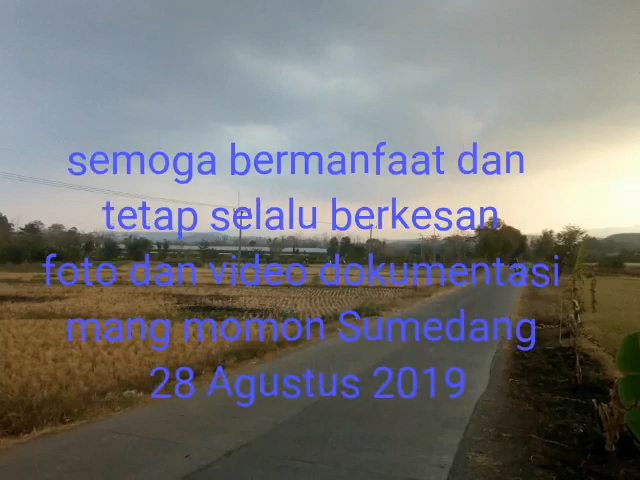 semoga bermanfaat dan
tetap selalu berkesan
foto dan video dokumentasi
mang momon Sumedang
28 Agustus 2019